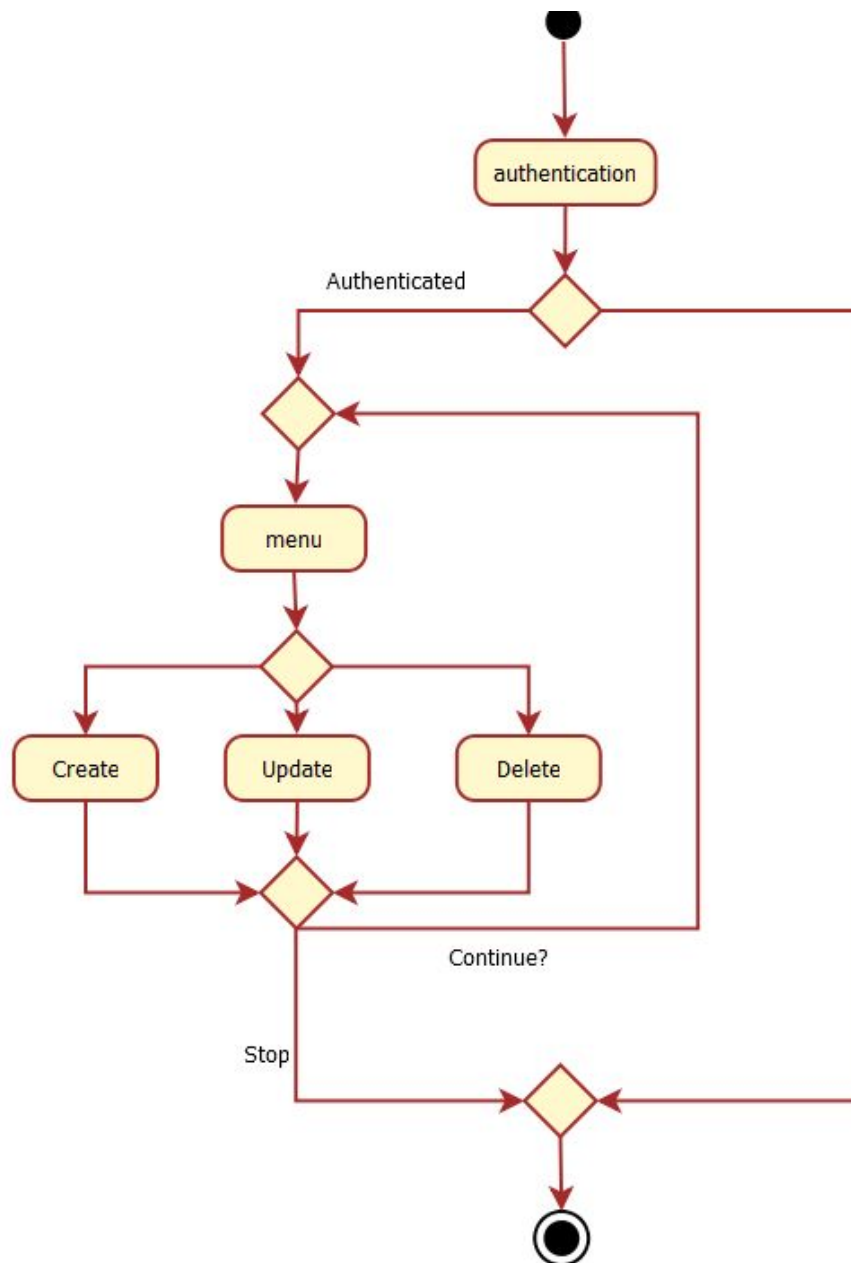 authentication
Authenticated
menu
Create
Update
Delete
Continue?
Stop